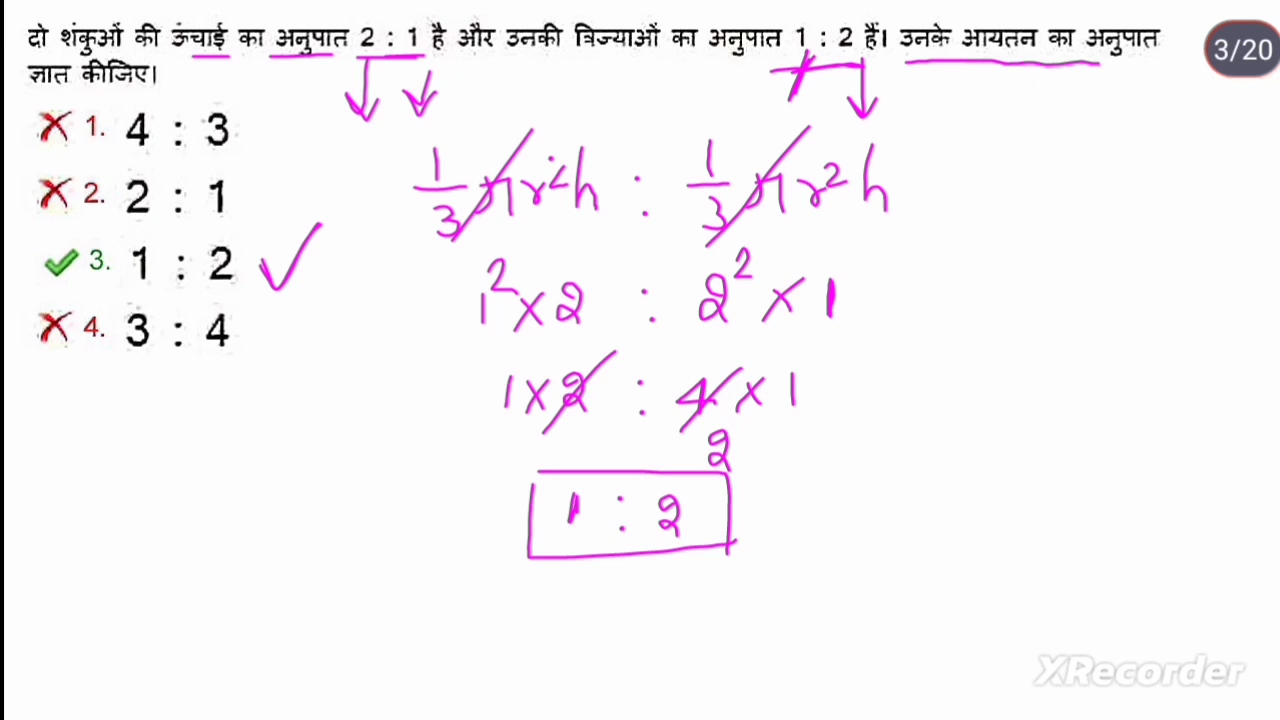 दो शंकुओं की ऊंचाई का अनुपात 2 : 1 है और उनकी त्रिज्याओं का अनुपात 1 : 2 हैं। उनके आयतन का अनुपात
ज्ञात कीजिए।
3/20
1. 4 : 3
2. 2 : 1
3. 1 : 2
4. 3 : 4
1/3 πr²h : 1/3 πr²h
1² × 2 : 2² × 1
1 × 2 : 4 × 1
2
1 : 2
XRecorder